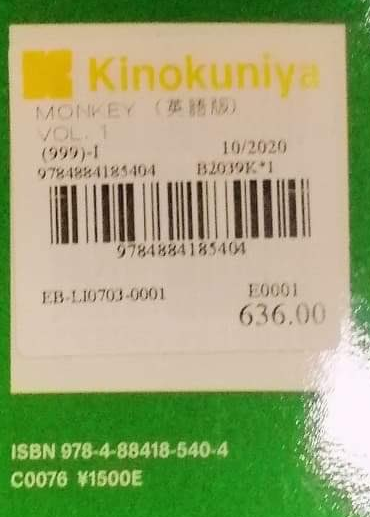 Kinokuniya
MONKEY (英語版)
VOL. 1
(999)-I 10/2020
9784884185404 B2039K*1
9784884185404
EB-LI0703-0001 E0001
636.00
ISBN 978-4-88418-540-4
C0076 ¥1500E